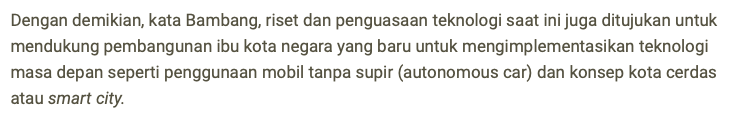 Dengan demikian, kata Bambang, riset dan penguasaan teknologi saat ini juga ditujukan untuk
mendukung pembangunan ibu kota negara yang baru untuk mengimplementasikan teknologi
masa depan seperti penggunaan mobil tanpa supir (autonomous car) dan konsep kota cerdas
atau smart city.